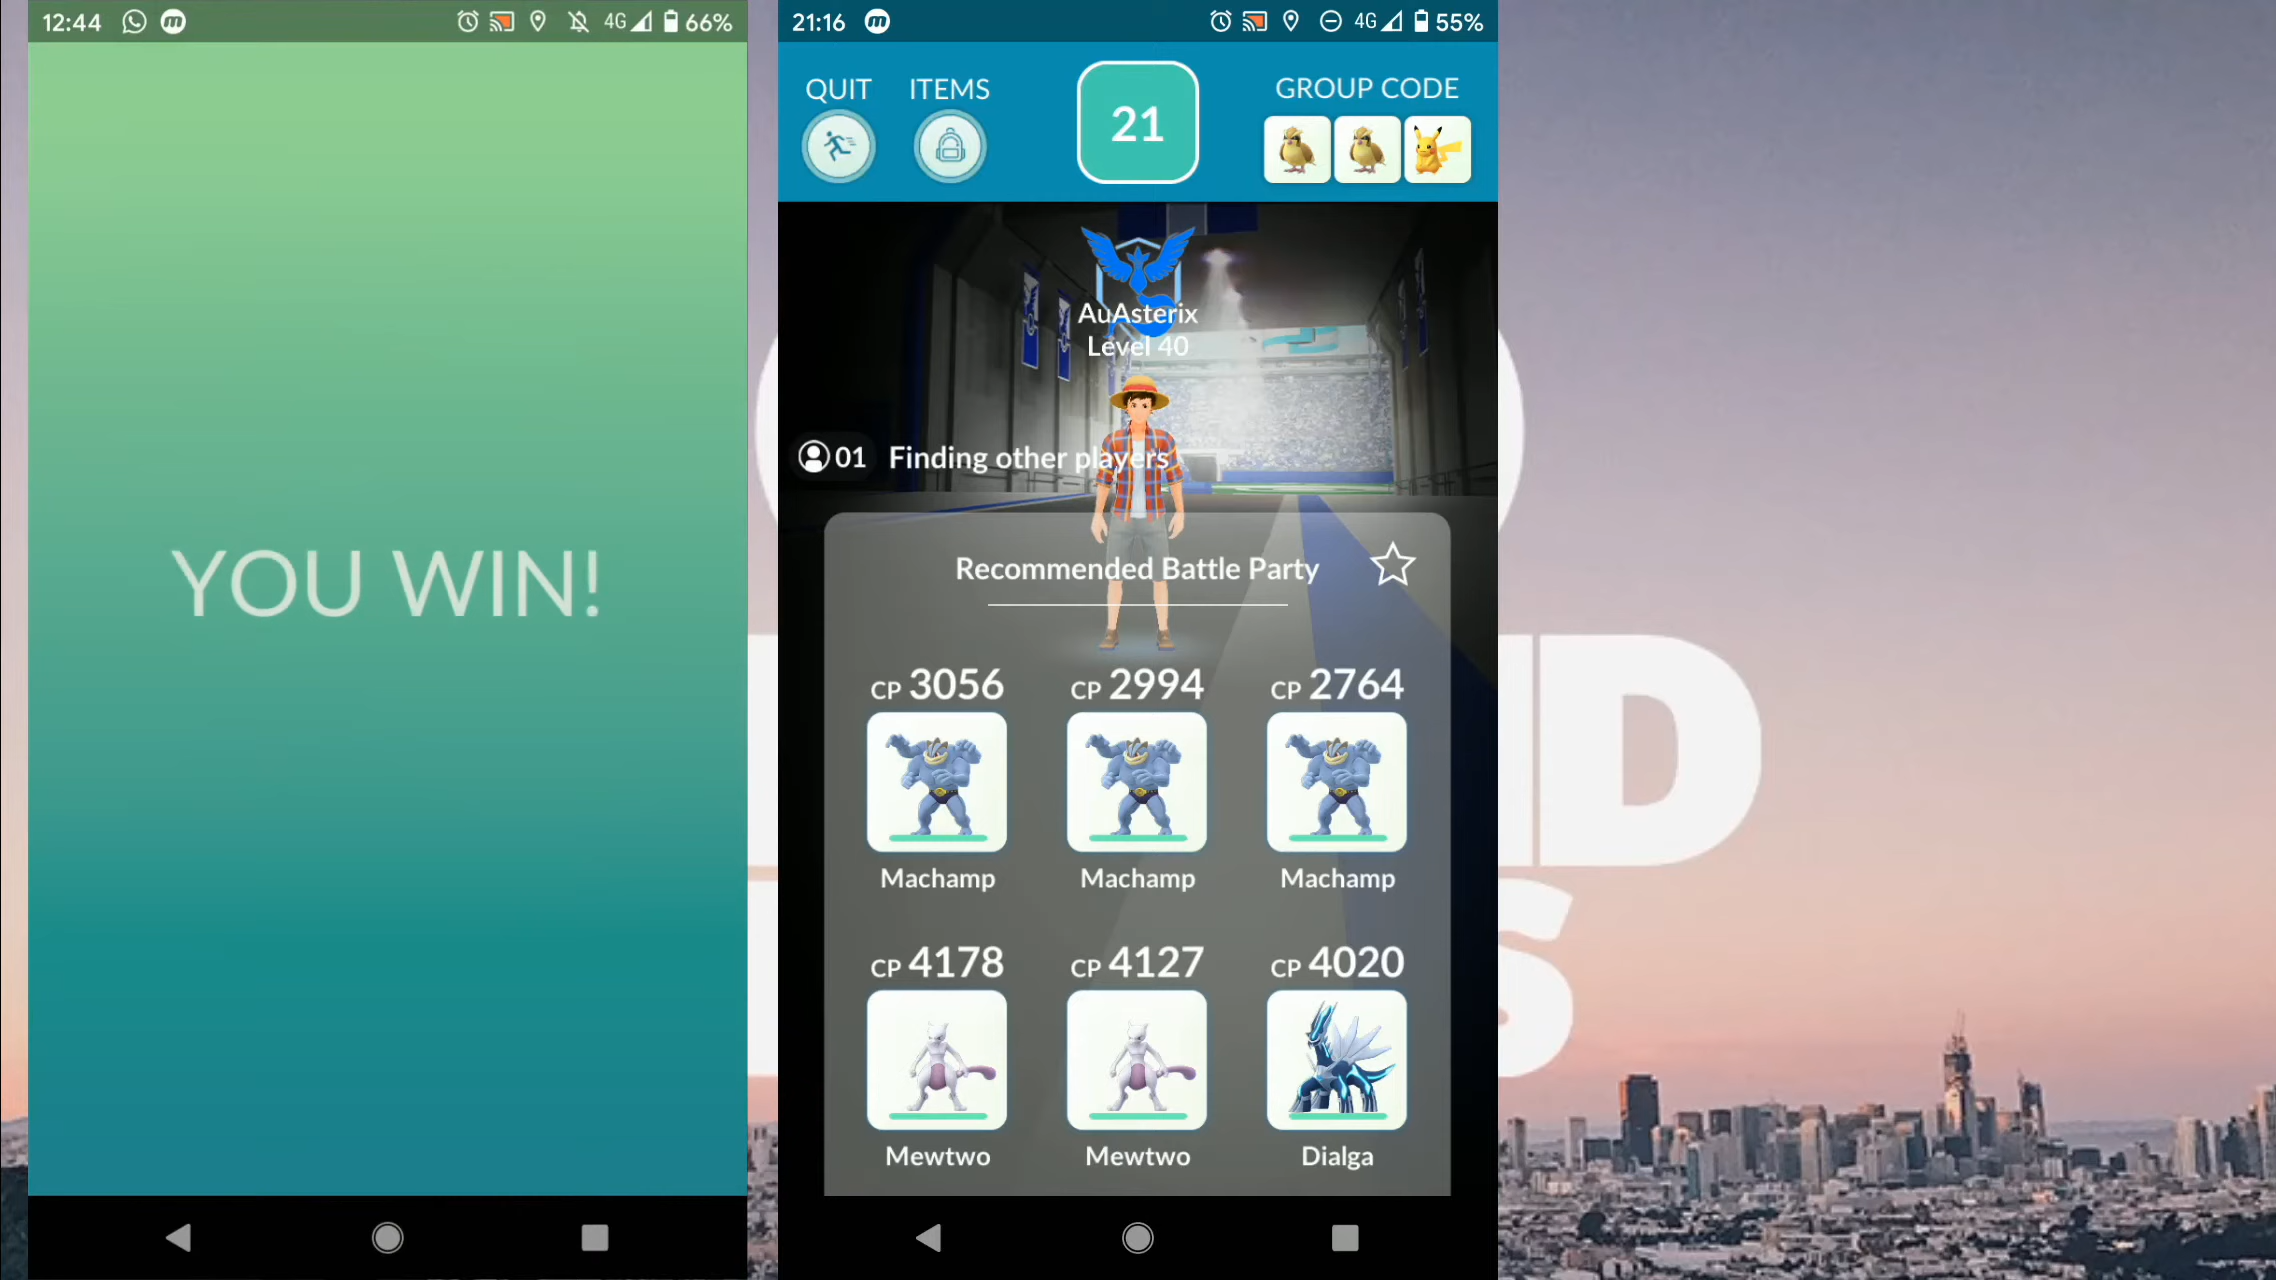 12:44
4G
66%
YOU WIN!
21:16
4G
55%
QUIT
ITEMS
21
GROUP CODE
AuAsterix
Level 40
01
Finding other players
Recommended Battle Party
CP 3056
CP 2994
CP 2764
Machamp
Machamp
Machamp
CP 4178
CP 4127
CP 4020
Mewtwo
Mewtwo
Dialga